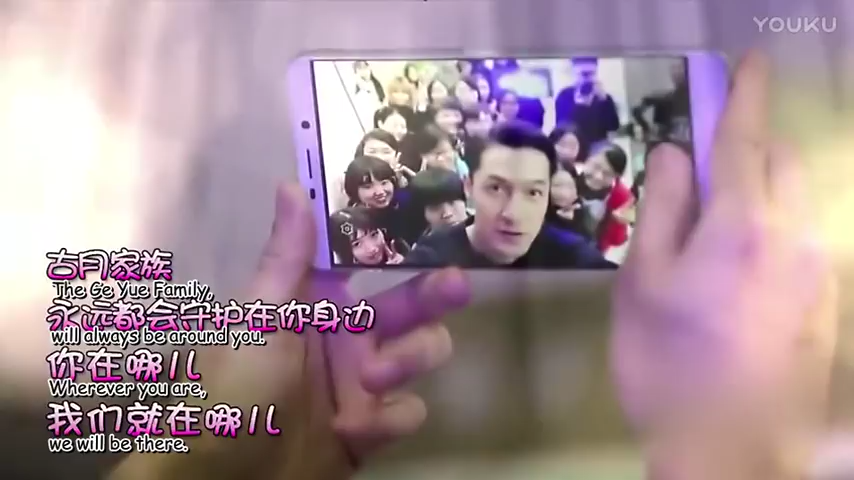 YOUKU
古月家族
The Ge Yue Family,
永远都会守护在你身边
will always be around you.
你在哪儿
Wherever you are,
我们就在哪儿
we will be there.